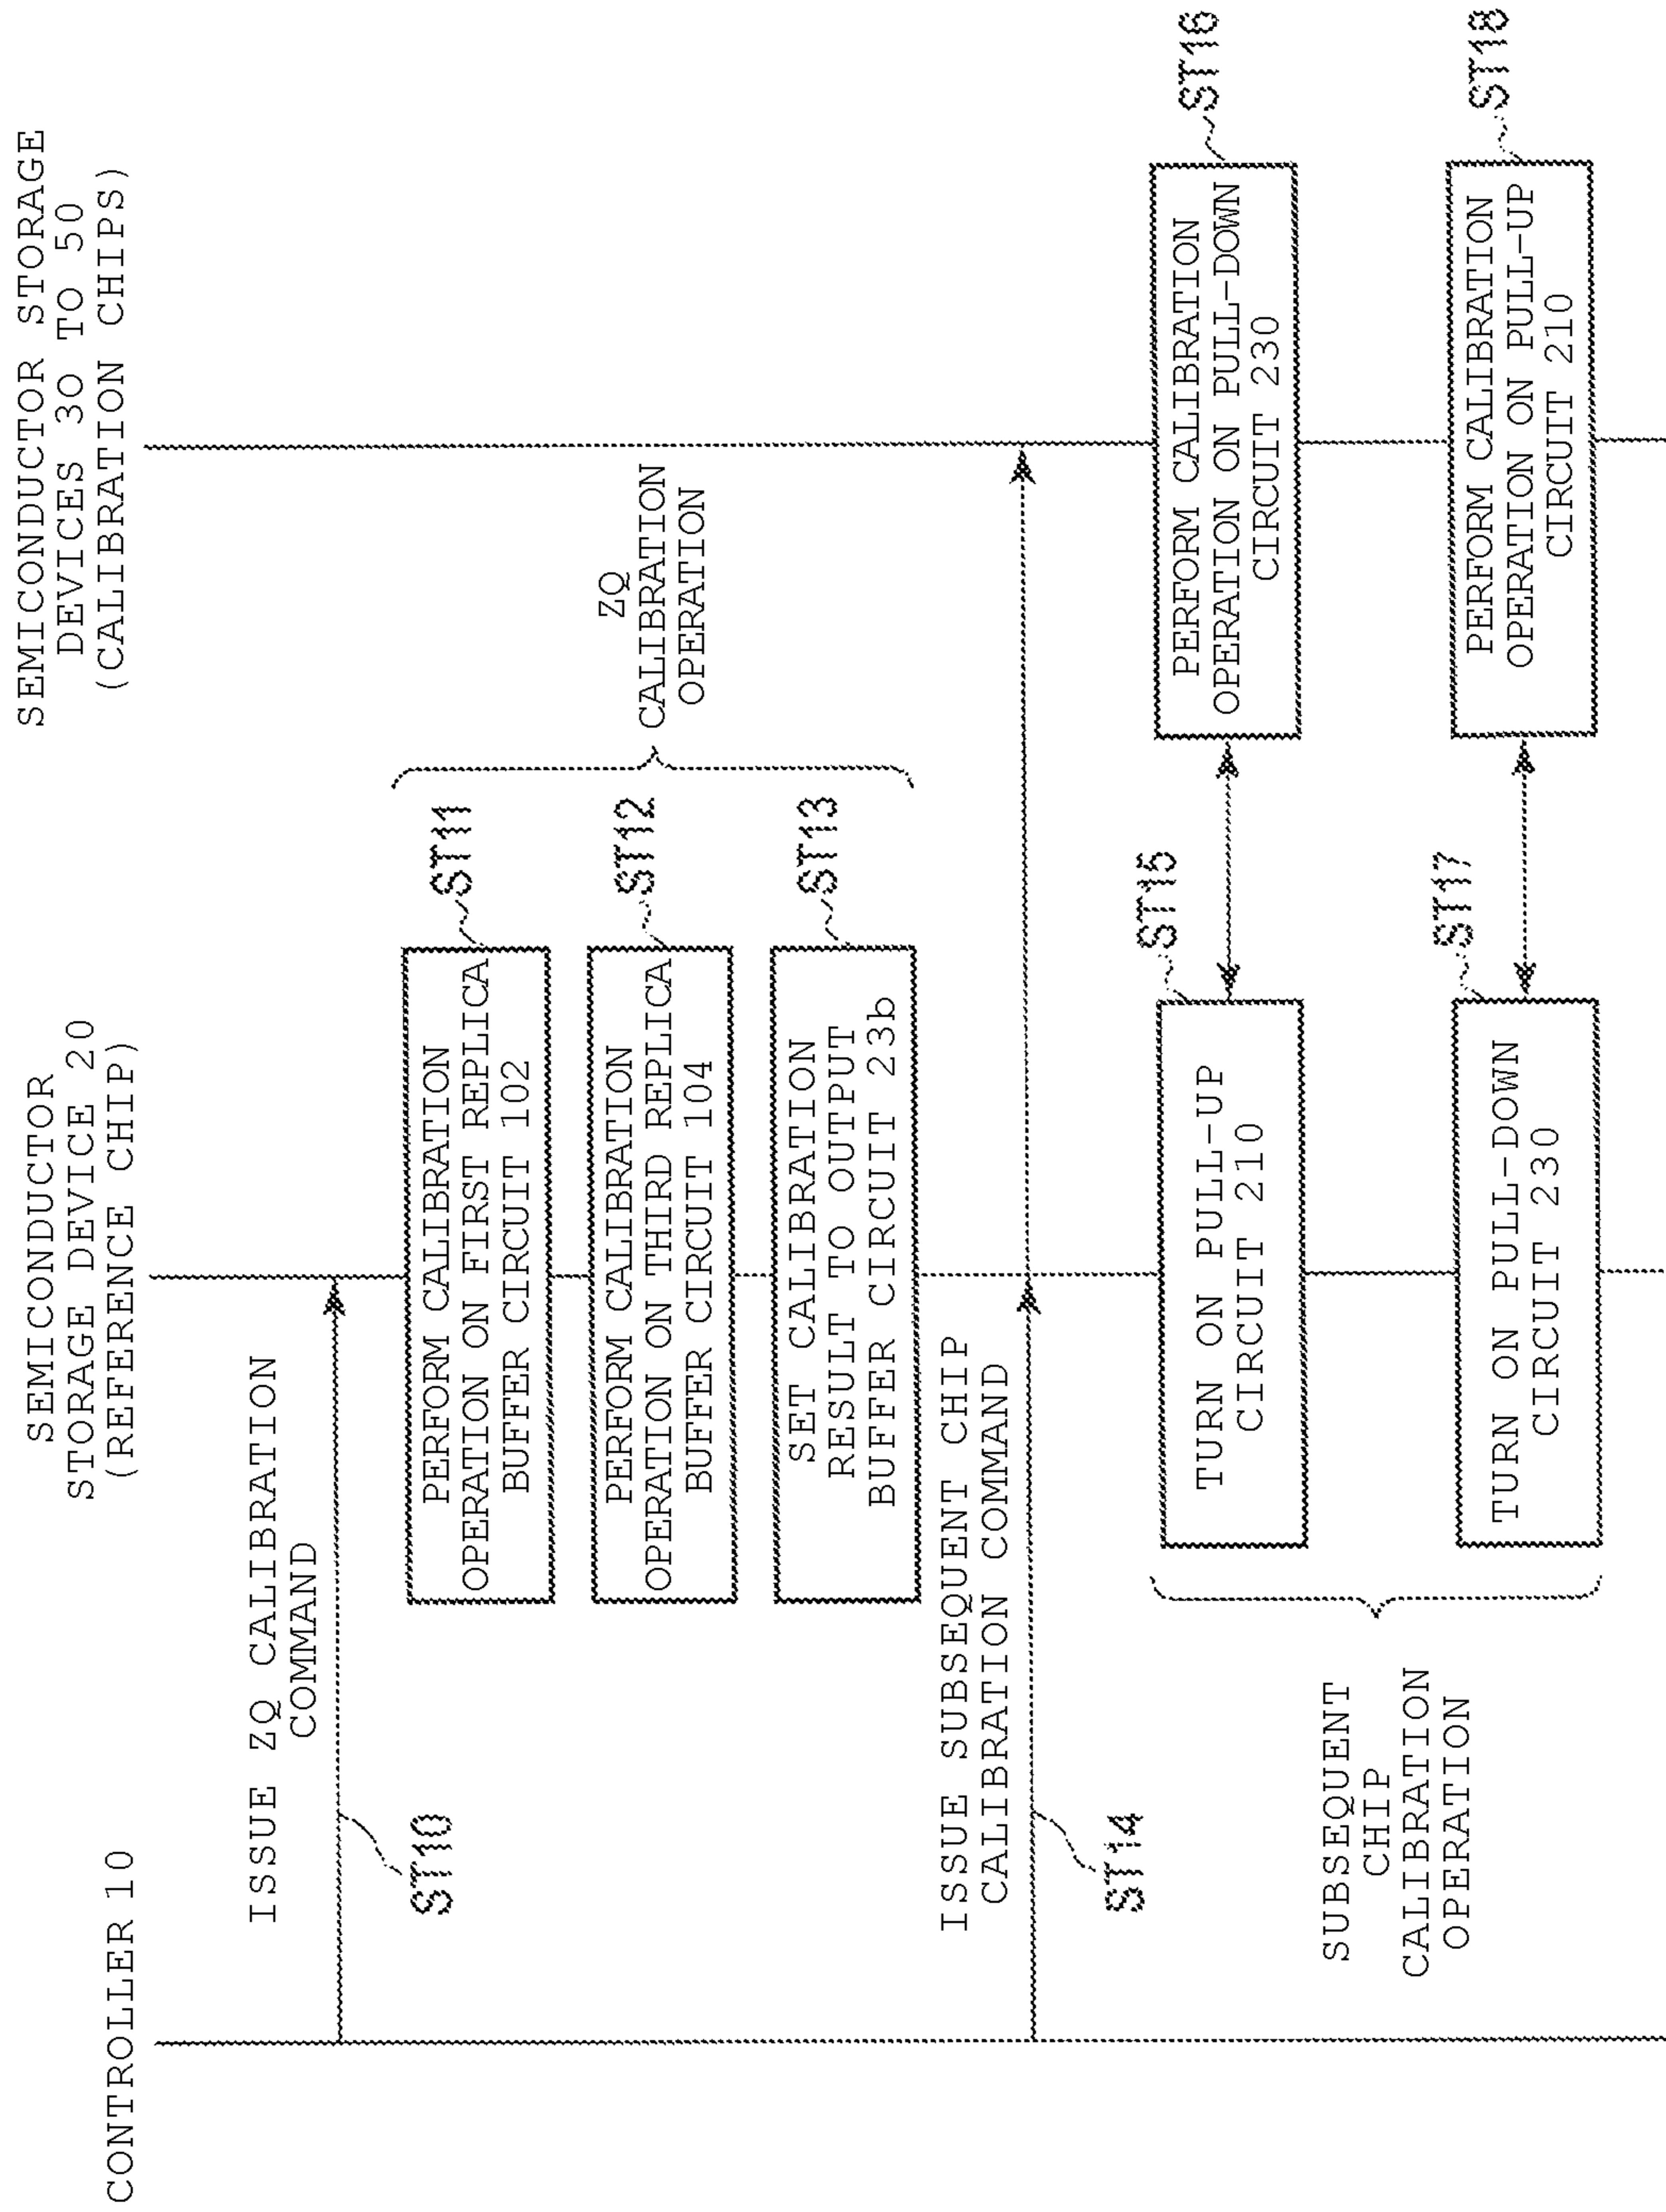 CONTROLLER 10
SEMICONDUCTOR
STORAGE DEVICE 20
(REFERENCE CHIP)
SEMICONDUCTOR STORAGE
DEVICES 30 TO 50
(CALIBRATION CHIPS)
ISSUE ZQ CALIBRATION
COMMAND
ST10
PERFORM CALIBRATION
OPERATION ON FIRST REPLICA
BUFFER CIRCUIT 102
ST11
PERFORM CALIBRATION
OPERATION ON THIRD REPLICA
BUFFER CIRCUIT 104
ST12
SET CALIBRATION
RESULT TO OUTPUT
BUFFER CIRCUIT 23b
ST13
ZQ
CALIBRATION
OPERATION
ISSUE SUBSEQUENT CHIP
CALIBRATION COMMAND
ST14
TURN ON PULL-UP
CIRCUIT 210
ST15
PERFORM CALIBRATION
OPERATION ON PULL-DOWN
CIRCUIT 230
ST16
TURN ON PULL-DOWN
CIRCUIT 230
ST17
PERFORM CALIBRATION
OPERATION ON PULL-UP
CIRCUIT 210
ST18
SUBSEQUENT
CHIP
CALIBRATION
OPERATION